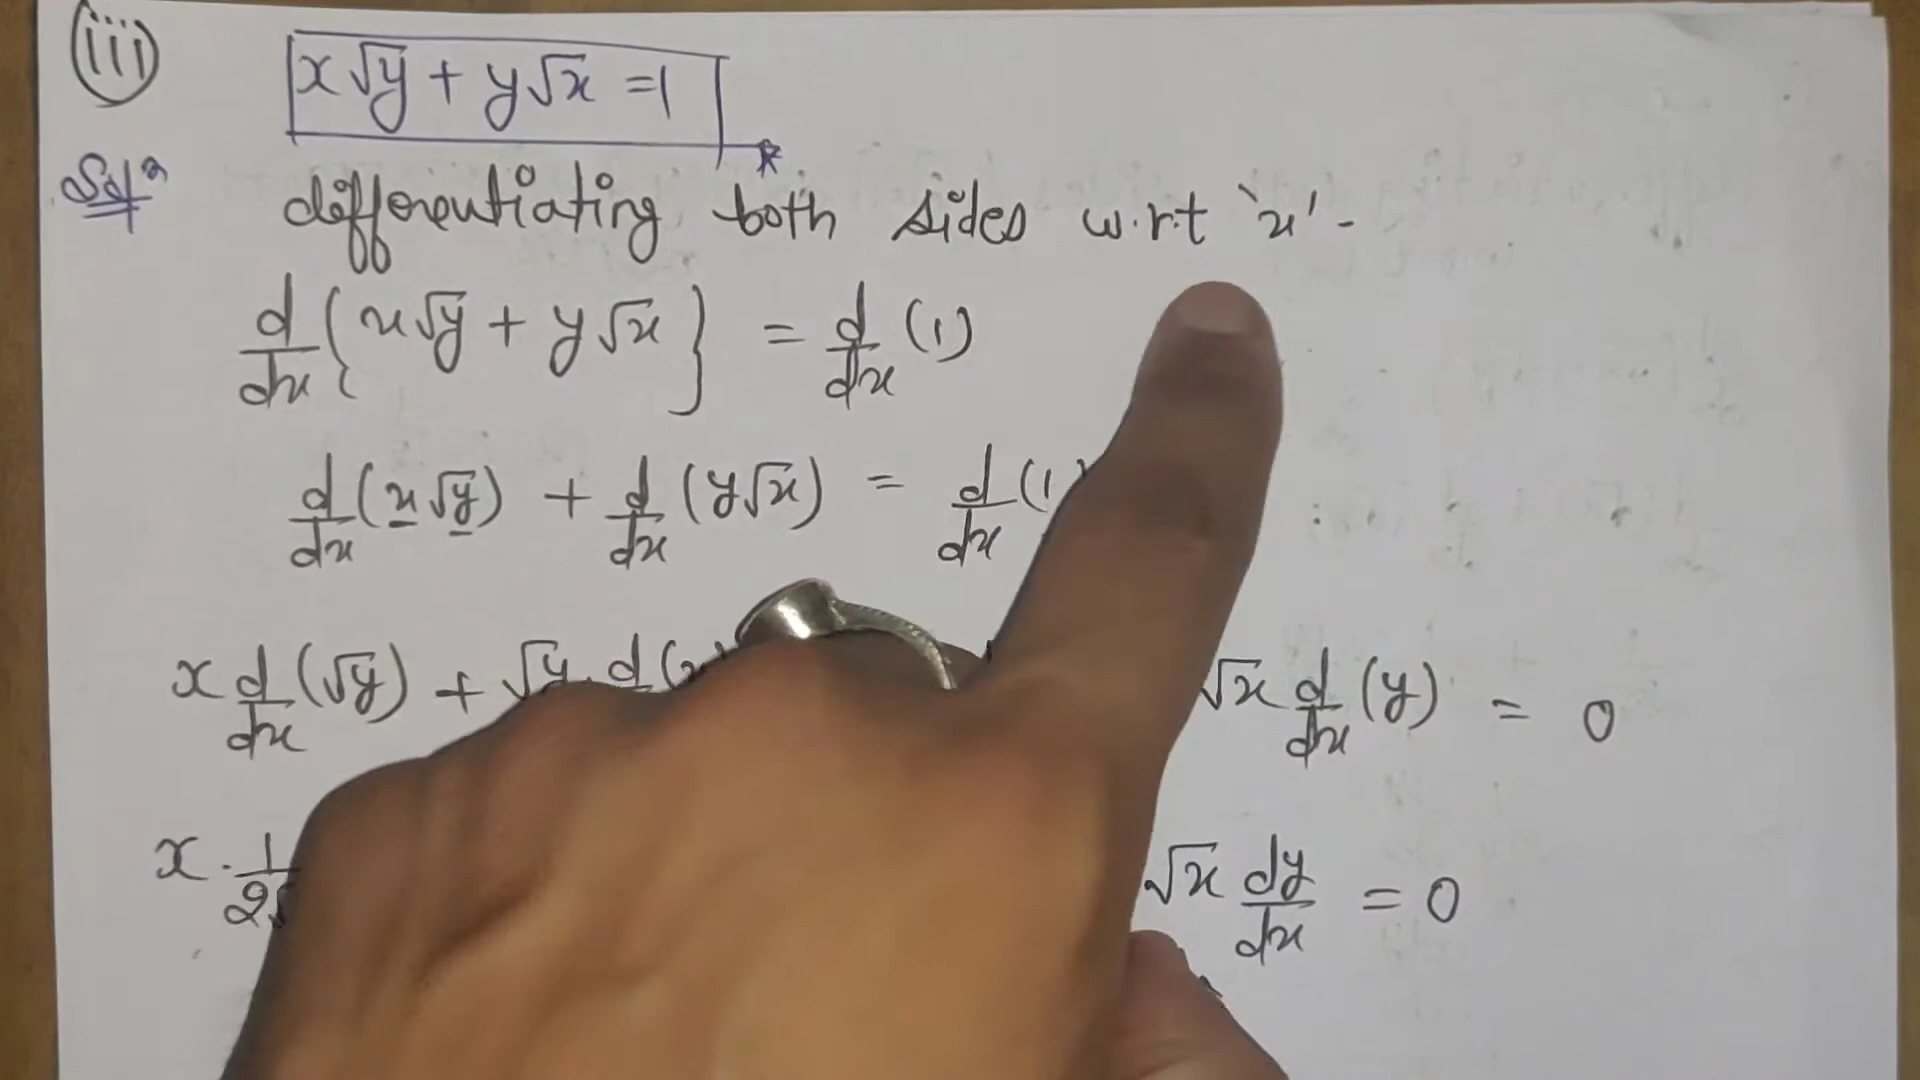 (iii) x√y + y√x = 1
Solⁿ differentiating both sides w.r.t 'x' -
d/dx {x√y + y√x} = d/dx (1)
d/dx (x√y) + d/dx (y√x) = d/dx (1)
x d/dx (√y) + √y . d/dx √x d/dx (y) = 0
x . 1/2√ √x dy/dx = 0